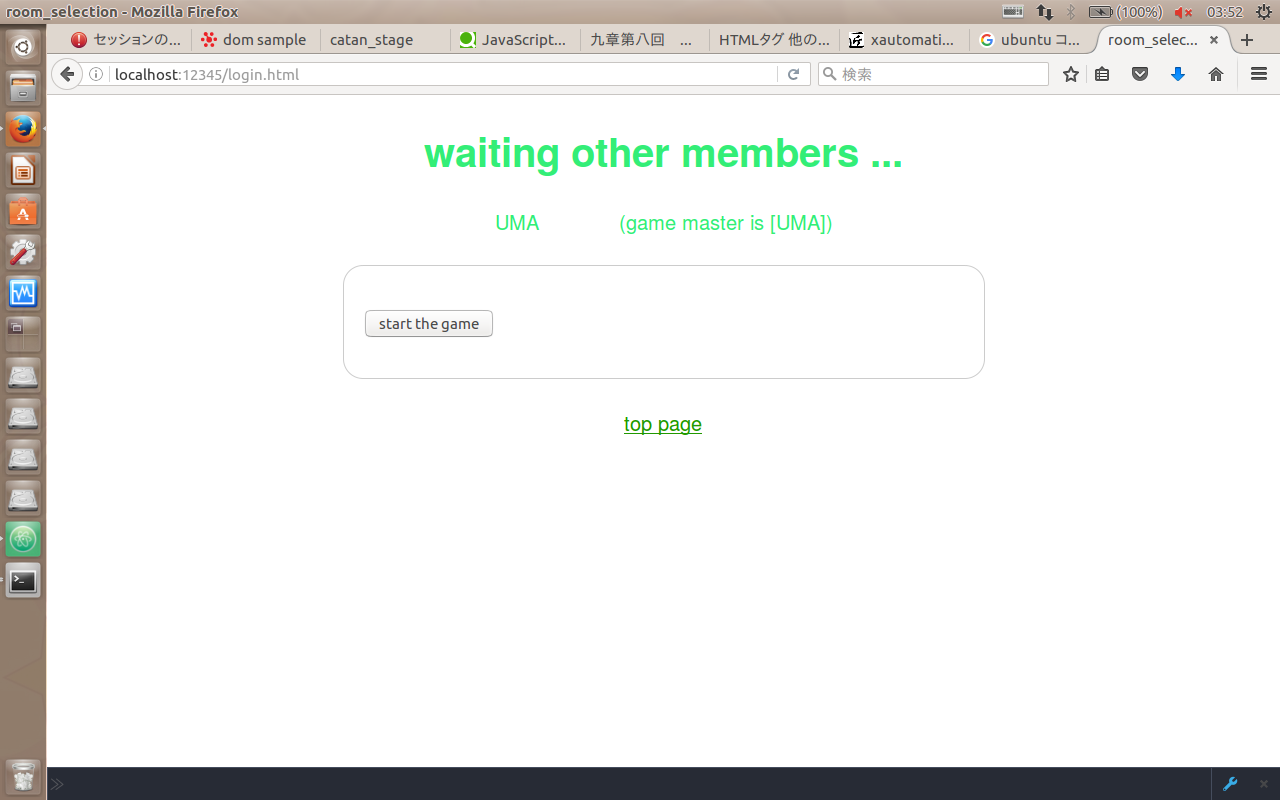 room_selection - Mozilla Firefox
(100%)
03:52
セッションの...
dom sample
catan_stage
JavaScript...
九章第八回 ...
HTMLタグ 他の...
xautomati...
ubuntu コ...
room_selec...
localhost:12345/login.html
検索
waiting other members ...
UMA (game master is [UMA])
start the game
top page